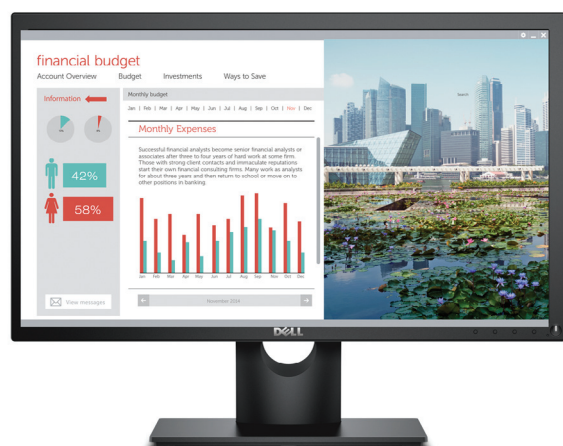 financial budget
Account Overview Budget Investments Ways to Save
Information
Monthly budget
Jan | Feb | Mar | Apr | May | Jun | Jul | Aug | Sep | Oct | Nov | Dec
Monthly Expenses
Successful financial analysts become senior financial analysts or
associates after three to four years of hard work at some firms.
Those with strong client contacts and immaculate reputations
start their own financial consulting firms. Many work as analysts
for about three years and then return to school or move on to
other positions in banking.
42%
58%
Jan Feb Mar Apr May Jun Jul Aug Sep Nov Oct Dec
View messages
DELL